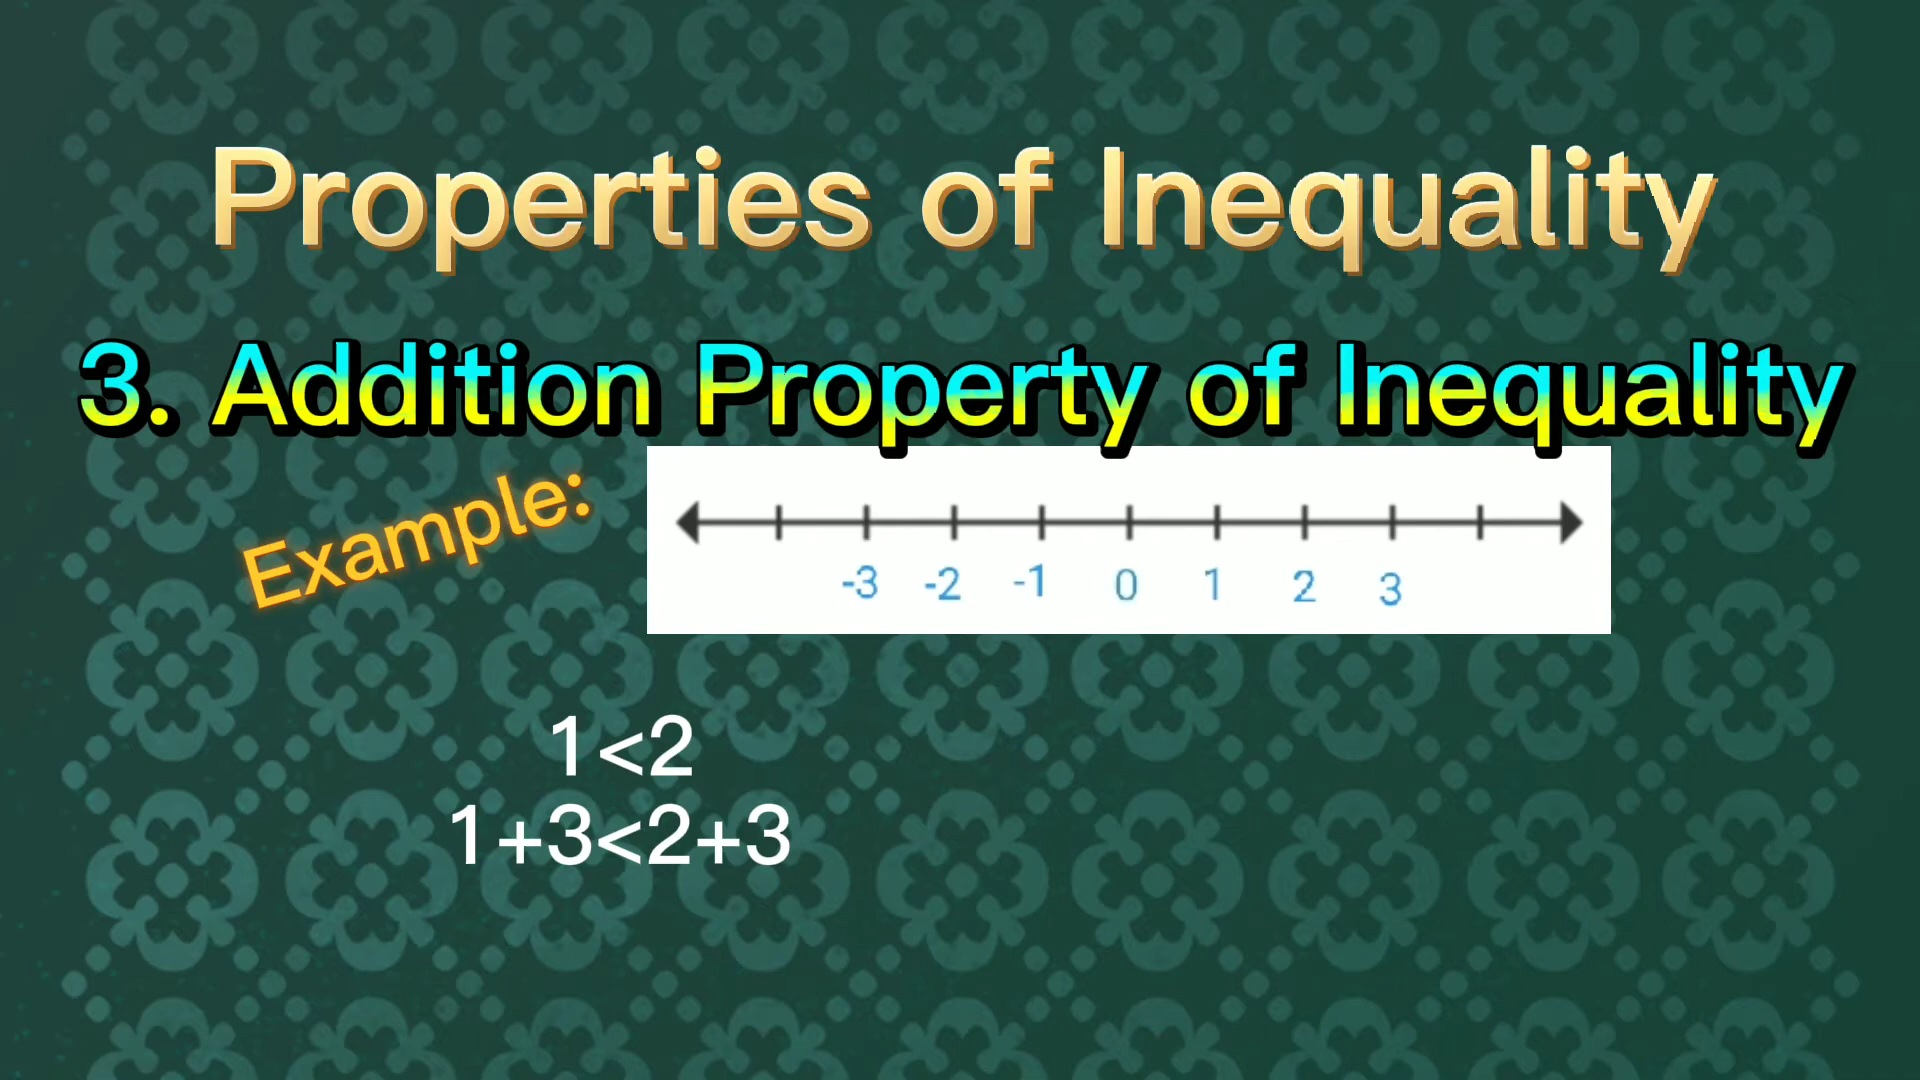 Properties of Inequality
3. Addition Property of Inequality
Example:
-3 -2 -1 0 1 2 3
1<2
1+3<2+3